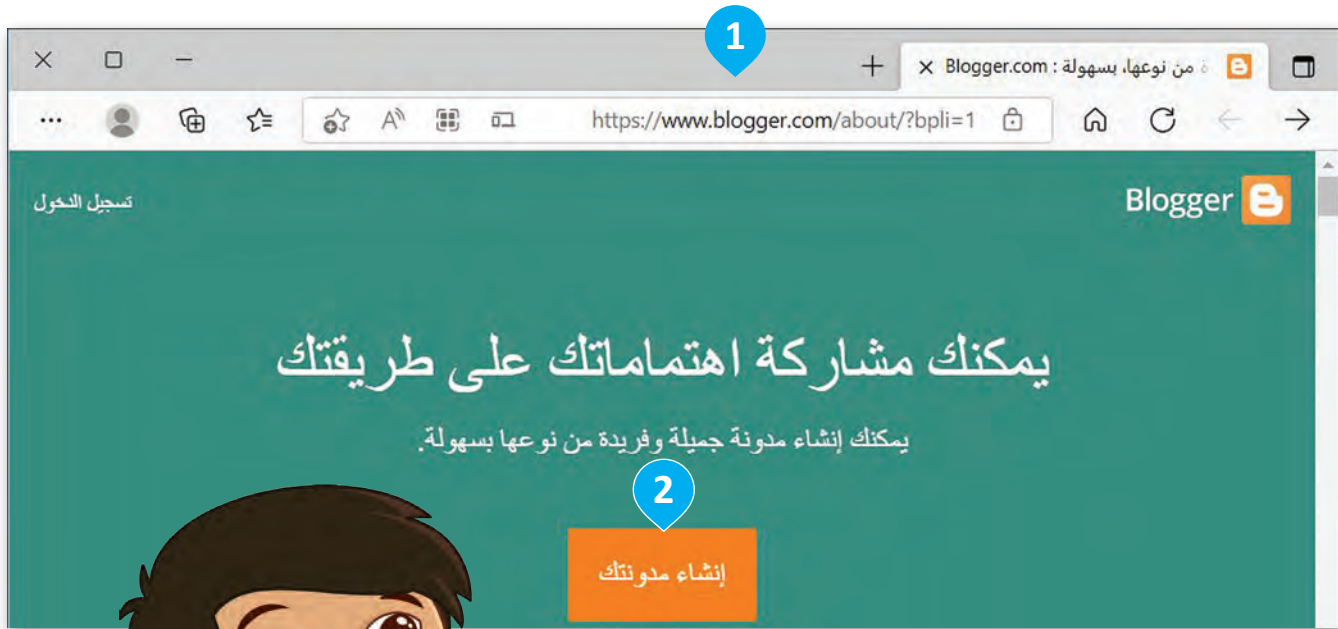 1
من نوعها، بسهولة : Blogger.com
https://www.blogger.com/about/?bpli=1
Blogger
تسجيل الدخول
يمكنك مشاركة اهتماماتك على طريقتك
يمكنك إنشاء مدونة جميلة وفريدة من نوعها بسهولة.
2
إنشاء مدونتك